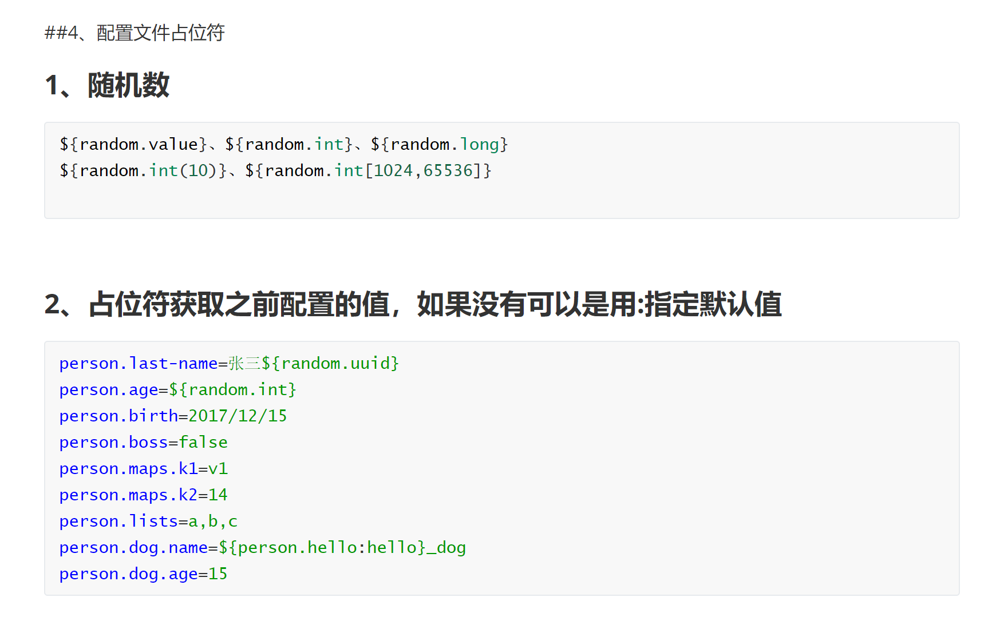 ##4、配置文件占位符
1、随机数
${random.value}、${random.int}、${random.long}
${random.int(10)}、${random.int[1024,65536]}
2、占位符获取之前配置的值，如果没有可以是用:指定默认值
person.last-name=张三${random.uuid}
person.age=${random.int}
person.birth=2017/12/15
person.boss=false
person.maps.k1=v1
person.maps.k2=14
person.lists=a,b,c
person.dog.name=${person.hello:hello}_dog
person.dog.age=15